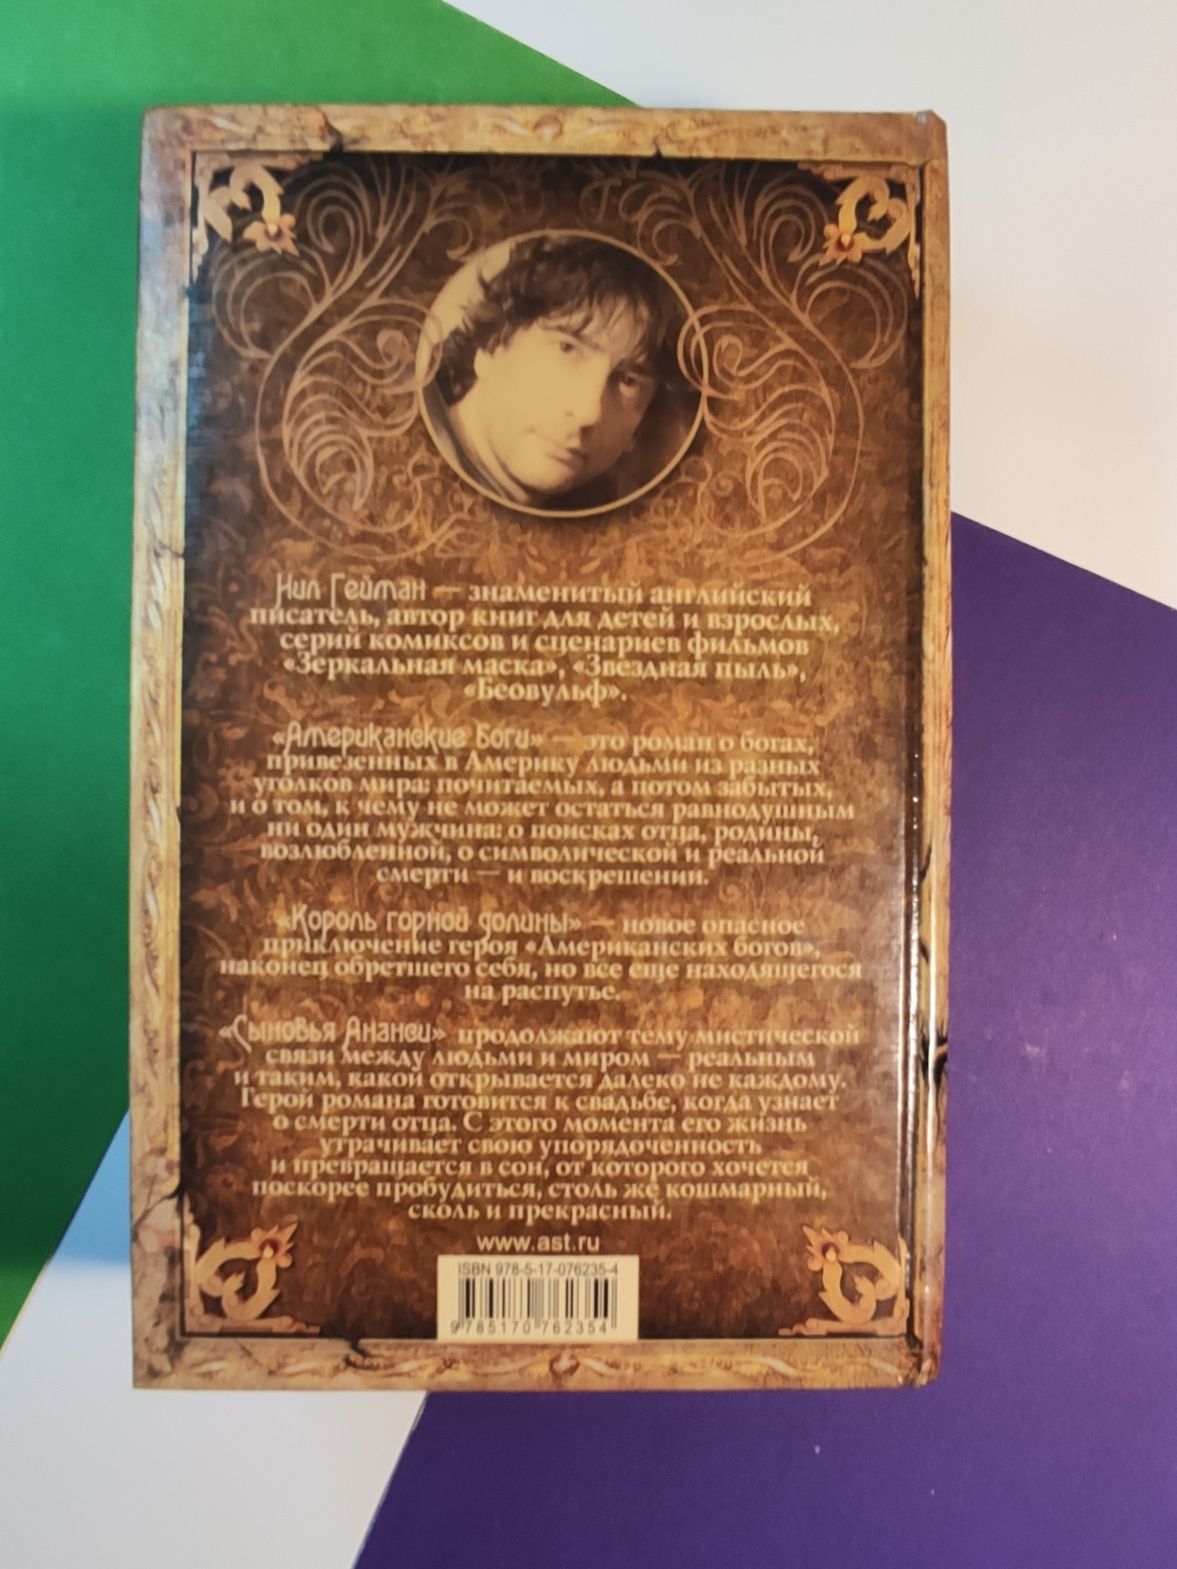 Нил Гейман — знаменитый английский
писатель, автор книг для детей и взрослых,
серий комиксов и сценариев фильмов
«Зеркальная маска», «Звездная пыль»,
«Беовульф».
«Американские Боги» — это роман о богах,
привезенных в Америку людьми из разных
уголков мира: почитаемых, а потом забытых,
и о том, к чему не может остаться равнодушным
ни один мужчина: о поисках отца, родины,
возлюбленной, о символической и реальной
смерти — и воскрешении.
«Король горной долины» — новое опасное
приключение героя «Американских богов»,
наконец обретшего себя, но все еще находящегося
на распутье.
«Сыновья Ананси» продолжают тему мистической
связи между людьми и миром — реальным
и таким, какой открывается далеко не каждому.
Герой романа готовится к свадьбе, когда узнает
о смерти отца. С этого момента его жизнь
утрачивает свою упорядоченность
и превращается в сон, от которого хочется
поскорее пробудиться, столь же кошмарный,
сколь и прекрасный.
www.ast.ru
ISBN 978-5-17-076235-4
9 785170 762354